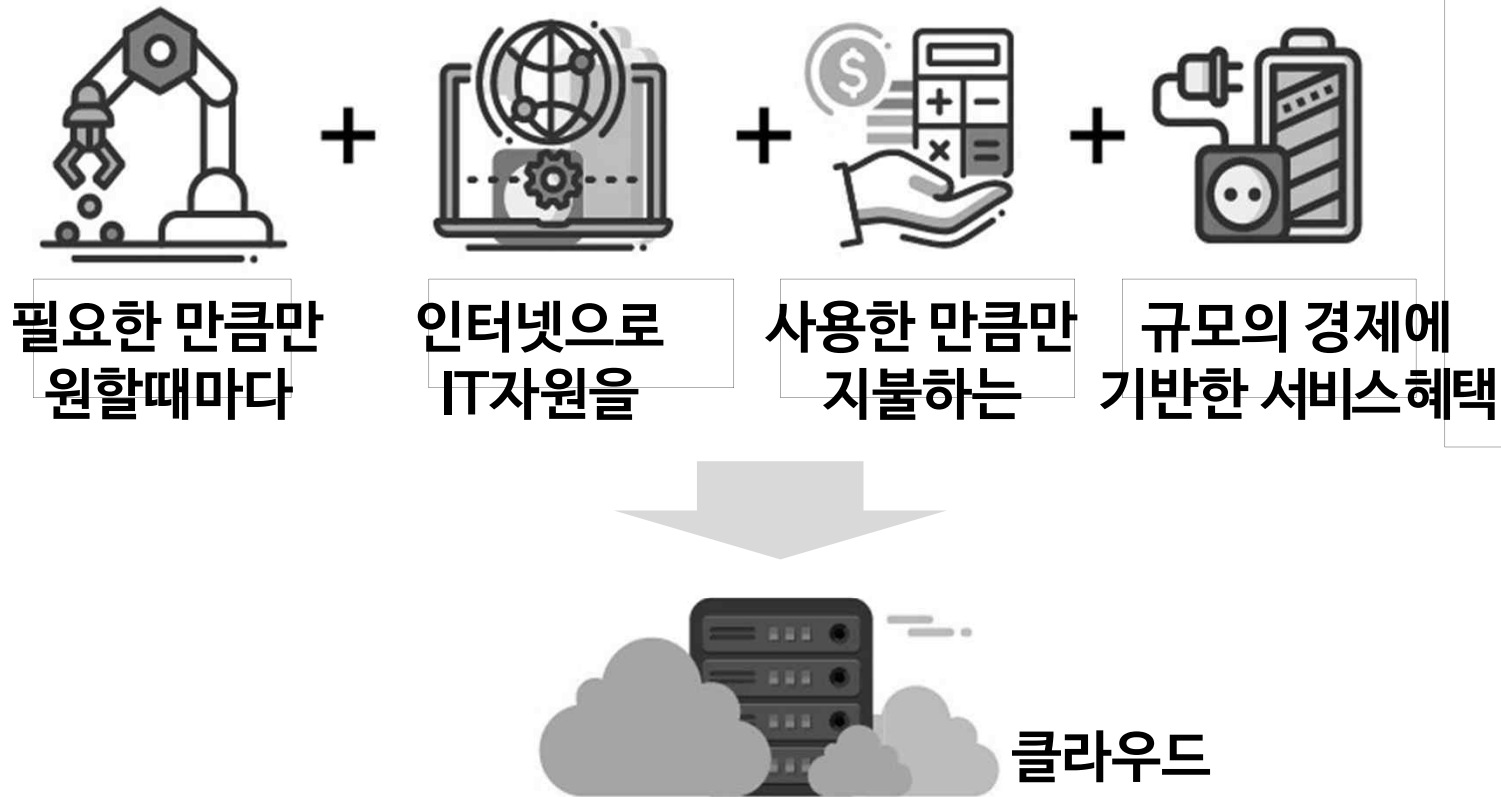 필요한 만큼만
원할때마다
인터넷으로
IT자원을
사용한 만큼만
지불하는
규모의 경제에
기반한 서비스혜택
클라우드